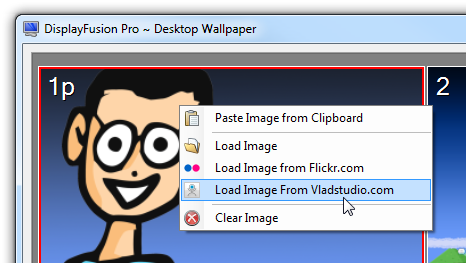 DisplayFusion Pro ~ Desktop Wallpaper
1p
2
Paste Image from Clipboard
Load Image
Load Image from Flickr.com
Load Image From Vladstudio.com
Clear Image